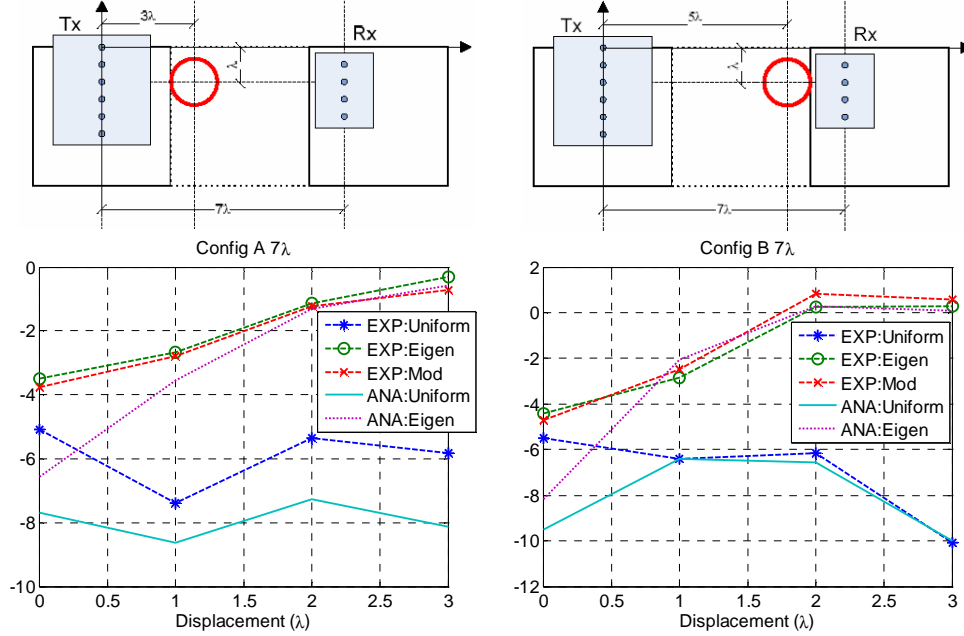 Tx
3λ
Rx
λ
7λ
Tx
5λ
Rx
λ
7λ
Config A 7λ
0
-2
-4
-6
-8
-10
0 0.5 1 1.5 2 2.5 3
Displacement (λ)
EXP:Uniform
EXP:Eigen
EXP:Mod
ANA:Uniform
ANA:Eigen
Config B 7λ
2
0
-2
-4
-6
-8
-10
-12
0 0.5 1 1.5 2 2.5 3
Displacement (λ)
EXP:Uniform
EXP:Eigen
EXP:Mod
ANA:Uniform
ANA:Eigen